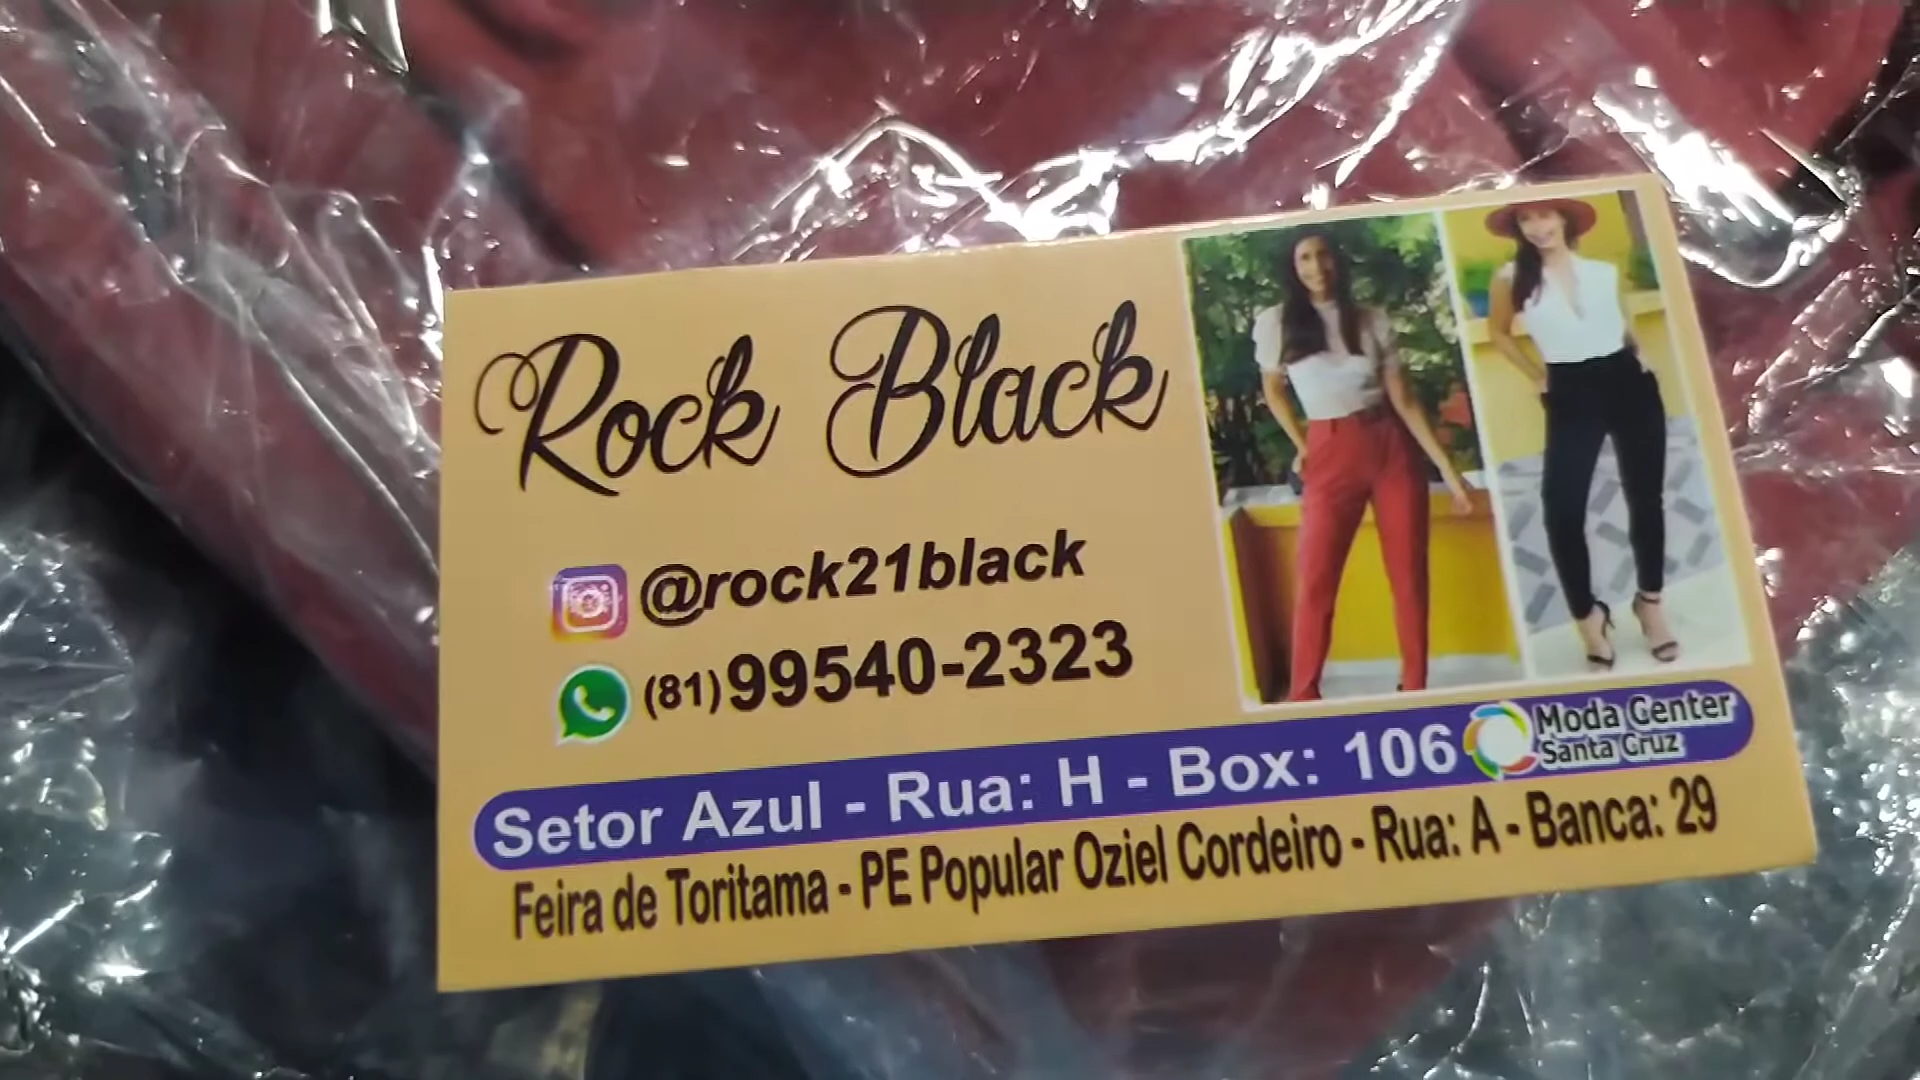 Rock Black
@rock21black
(81) 99540-2323
Setor Azul - Rua: H - Box: 106
Moda Center
Santa Cruz
Feira de Toritama - PE Popular Oziel Cordeiro - Rua: A - Banca: 29